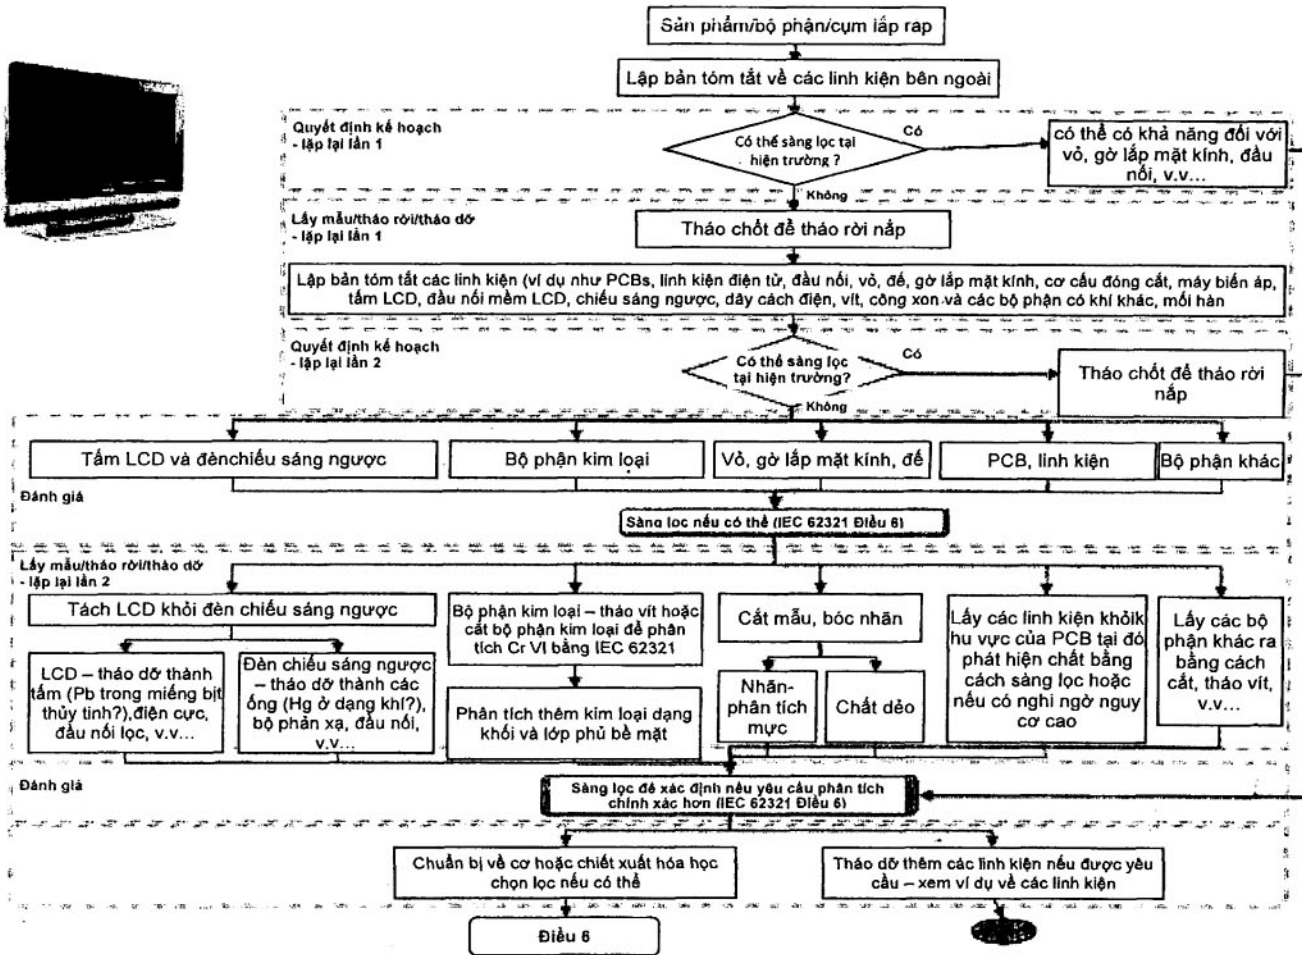 Sản phẩm/bộ phận/cụm lắp rap
Lập bản tóm tắt về các linh kiện bên ngoài
Quyết định kế hoạch
- lặp lại lần 1
Có thể sàng lọc tại
hiện trường ?
Có
có thể có khả năng đối với
vỏ, gờ lắp mặt kính, đầu
nối, v.v...
Không
Lấy mẫu/tháo rời/tháo dỡ
- lặp lại lần 1
Tháo chốt để tháo rời nắp
Lập bản tóm tắt các linh kiện (ví dụ như PCBs, linh kiện điện tử, đầu nối, vỏ, đế, gờ lắp mặt kính, cơ cấu đóng cắt, máy biến áp,
tấm LCD, đầu nối mềm LCD, chiếu sáng ngược, dây cách điện, vít, công xon và các bộ phận có khí khác, mối hàn
Quyết định kế hoạch
- lặp lại lần 2
Có thể sàng lọc
tại hiện trường?
Có
Tháo chốt để tháo rời
nắp
Không
Tấm LCD và đènchiếu sáng ngược
Bộ phận kim loại
Vỏ, gờ lắp mặt kính, đế
PCB, linh kiện
Bộ phận khác
Đánh giá
Sàng lọc nếu có thể (IEC 62321 Điều 6)
Lấy mẫu/tháo rời/tháo dỡ
- lặp lại lần 2
Tách LCD khỏi đèn chiếu sáng ngược
Bộ phận kim loại – tháo vít hoặc
cắt bộ phận kim loại để phân
tích Cr VI bằng IEC 62321
Cắt mẫu, bóc nhãn
Lấy các linh kiện khỏik
hu vực của PCB tại đó
phát hiện chất bằng
cách sàng lọc hoặc
nếu có nghi ngờ nguy
cơ cao
Lấy các bộ
phận khác ra
bằng cách
cắt, tháo vít,
v.v...
LCD – tháo dỡ thành
tấm (Pb trong miếng bịt
thủy tinh?),điện cực,
đầu nối lọc, v.v...
Đèn chiếu sáng ngược
– tháo dỡ thành các
ống (Hg ở dạng khí?),
bộ phản xạ, đầu nối,
v.v...
Phân tích thêm kim loại dạng
khối và lớp phủ bề mặt
Nhãn-
phân tích
mực
Chất dẻo
Đánh giá
Sàng lọc để xác định nếu yêu cầu phân tích
chính xác hơn (IEC 62321 Điều 6)
Chuẩn bị về cơ hoặc chiết xuất hóa học
chọn lọc nếu có thể
Tháo dỡ thêm các linh kiện nếu được yêu
cầu – xem ví dụ về các linh kiện
Điều 6